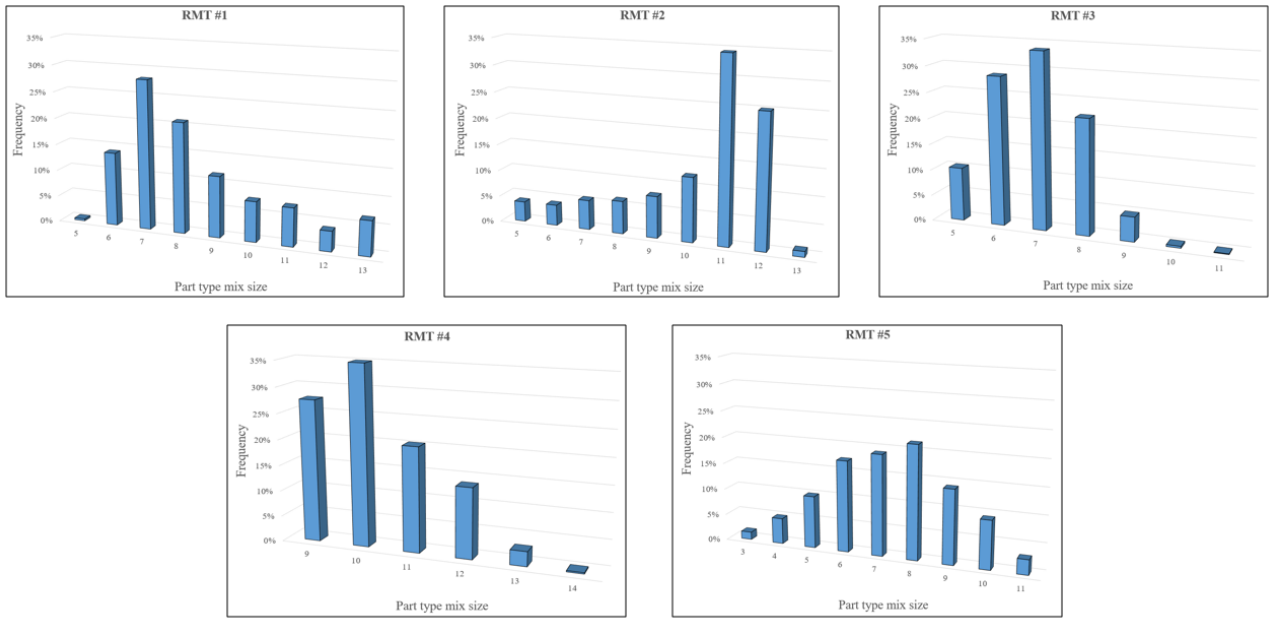 RMT #1
35%
30%
25%
20%
15%
10%
5%
0%
Frequency
5 6 7 8 9 10 11 12 13
Part type mix size
RMT #2
35%
30%
25%
20%
15%
10%
5%
0%
Frequency
5 6 7 8 9 10 11 12 13
Part type mix size
RMT #3
35%
30%
25%
20%
15%
10%
5%
0%
Frequency
5 6 7 8 9 10 11
Part type mix size
RMT #4
35%
30%
25%
20%
15%
10%
5%
0%
Frequency
9 10 11 12 13 14
Part type mix size
RMT #5
35%
30%
25%
20%
15%
10%
5%
0%
Frequency
3 4 5 6 7 8 9 10 11
Part type mix size